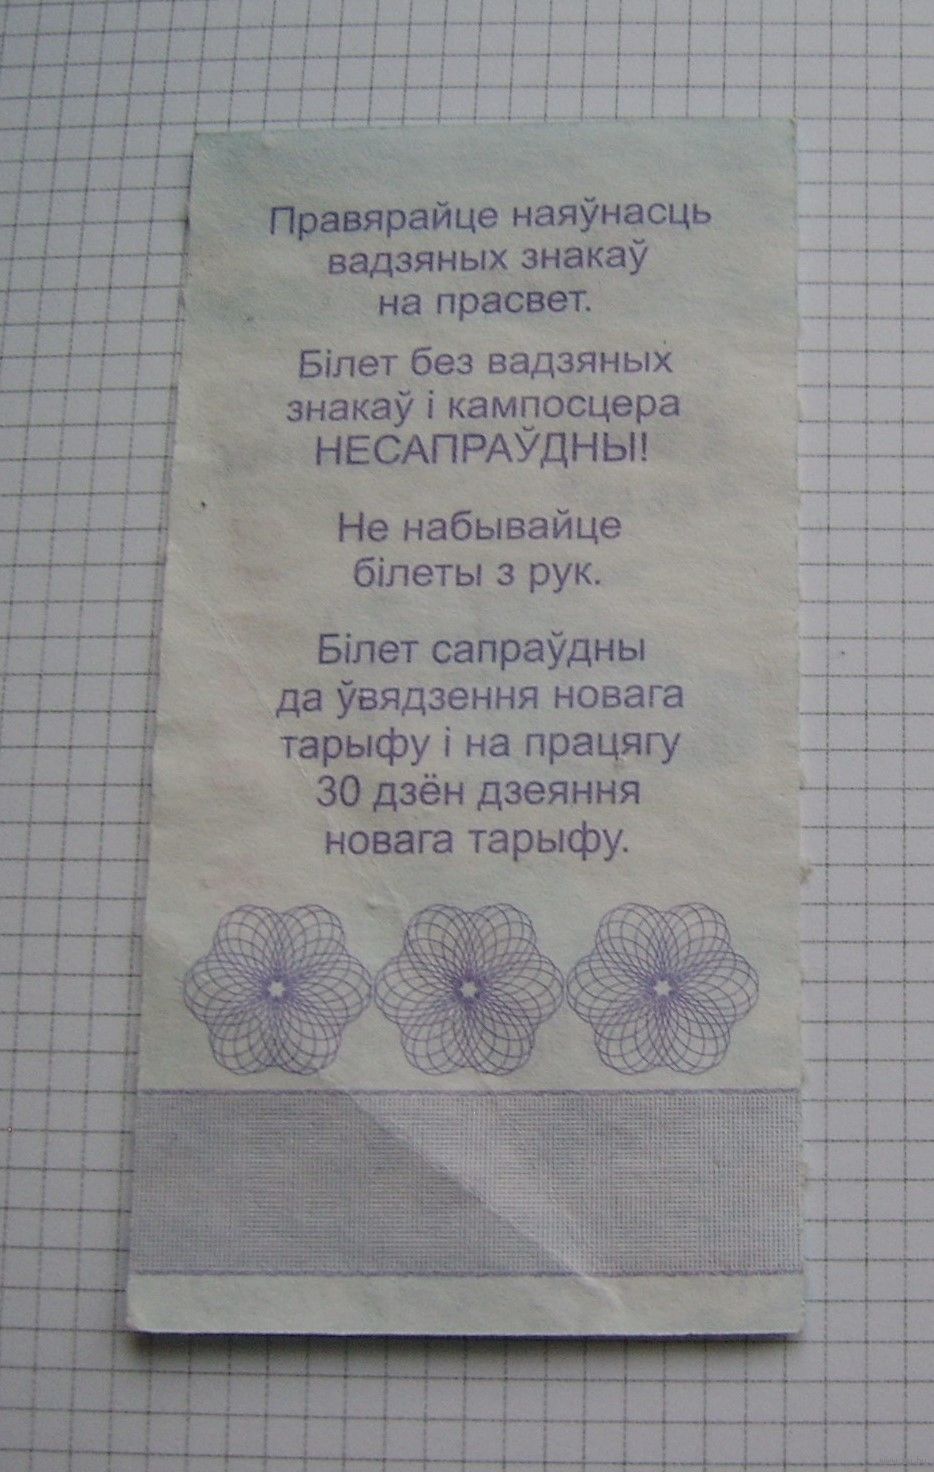 Правярайце наяўнасць
вадзяных знакаў
на прасвет.
Білет без вадзяных
знакаў і кампосцера
НЕСАПРАЎДНЫ!
Не набывайце
білеты з рук.
Білет сапраўдны
да ўвядзення новага
тарыфу і на працягу
30 дзён дзеяння
новага тарыфу.